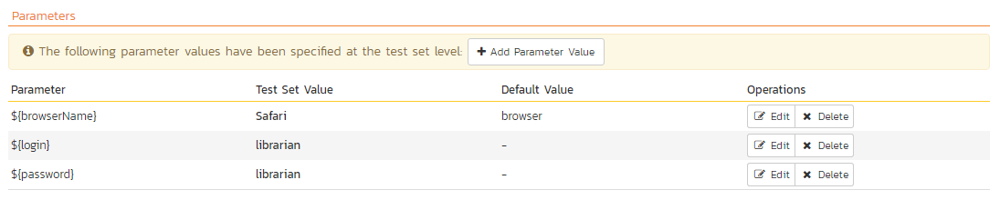 Parameters
The following parameter values have been specified at the test set level: Add Parameter Value
Parameter Test Set Value Default Value Operations
${browserName} Safari browser Edit Delete
${login} librarian - Edit Delete
${password} librarian - Edit Delete